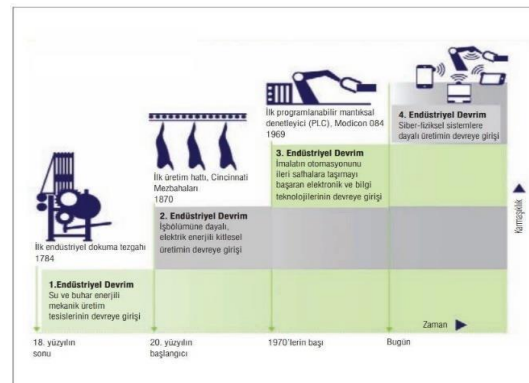 İlk endüstriyel dokuma tezgahı
1784
1.Endüstriyel Devrim
Su ve buhar enerjili
mekanik üretim
tesislerinin devreye girişi
18. yüzyılın
sonu
İlk üretim hattı, Cincinnati
Mezbahaları
1870
2. Endüstriyel Devrim
İşbölümüne dayalı,
elektrik enerjili kitlesel
üretimin devreye girişi
20. yüzyılın
başlangıcı
İlk programlanabilir mantıksal
denetleyici (PLC), Modicon 084
1969
3. Endüstriyel Devrim
İmalatın otomasyonunu
ileri safhalara taşımayı
başaran elektronik ve bilgi
teknolojilerinin devreye girişi
1970'lerin başı
4. Endüstriyel Devrim
Siber-fiziksel sistemlere
dayalı üretimin devreye girişi
Bugün
Zaman
Karmaşıklık